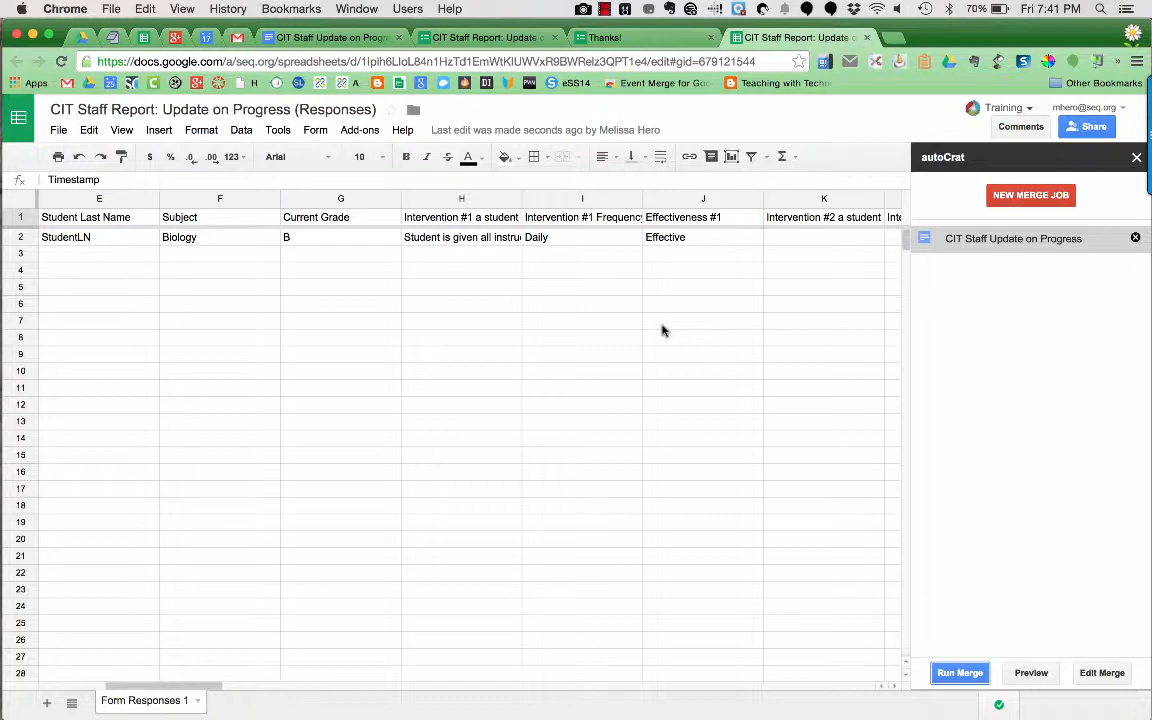 Chrome File Edit View History Bookmarks Window Users Help 70% Fri 7:41 PM
CIT Staff Update on Progr CIT Staff Report: Update o Thanks! CIT Staff Report: Update o
https://docs.google.com/a/seq.org/spreadsheets/d/1Iplh6LIoL84n1HzTd1EmWtKIUWVxR9BWRelz3QPT1e4/edit#gid=679121544
Apps H A eSS14 Event Merge for Goo Teaching with Techn Other Bookmarks
CIT Staff Report: Update on Progress (Responses) Training mhero@seq.org
File Edit View Insert Format Data Tools Form Add-ons Help Last edit was made seconds ago by Melissa Hero Comments Share
$ % .0 .00 123 Arial 10 B I S A Σ autoCrat
fx Timestamp
NEW MERGE JOB
E F G H I J K
1 Student Last Name Subject Current Grade Intervention #1 a student Intervention #1 Frequency Effectiveness #1 Intervention #2 a student Inte
2 StudentLN Biology B Student is given all instru Daily Effective CIT Staff Update on Progress
3
4
5
6
7
8
9
10
11
12
13
14
15
16
17
18
19
20
21
22
23
24
25
26
27
28
Run Merge Preview Edit Merge
Form Responses 1